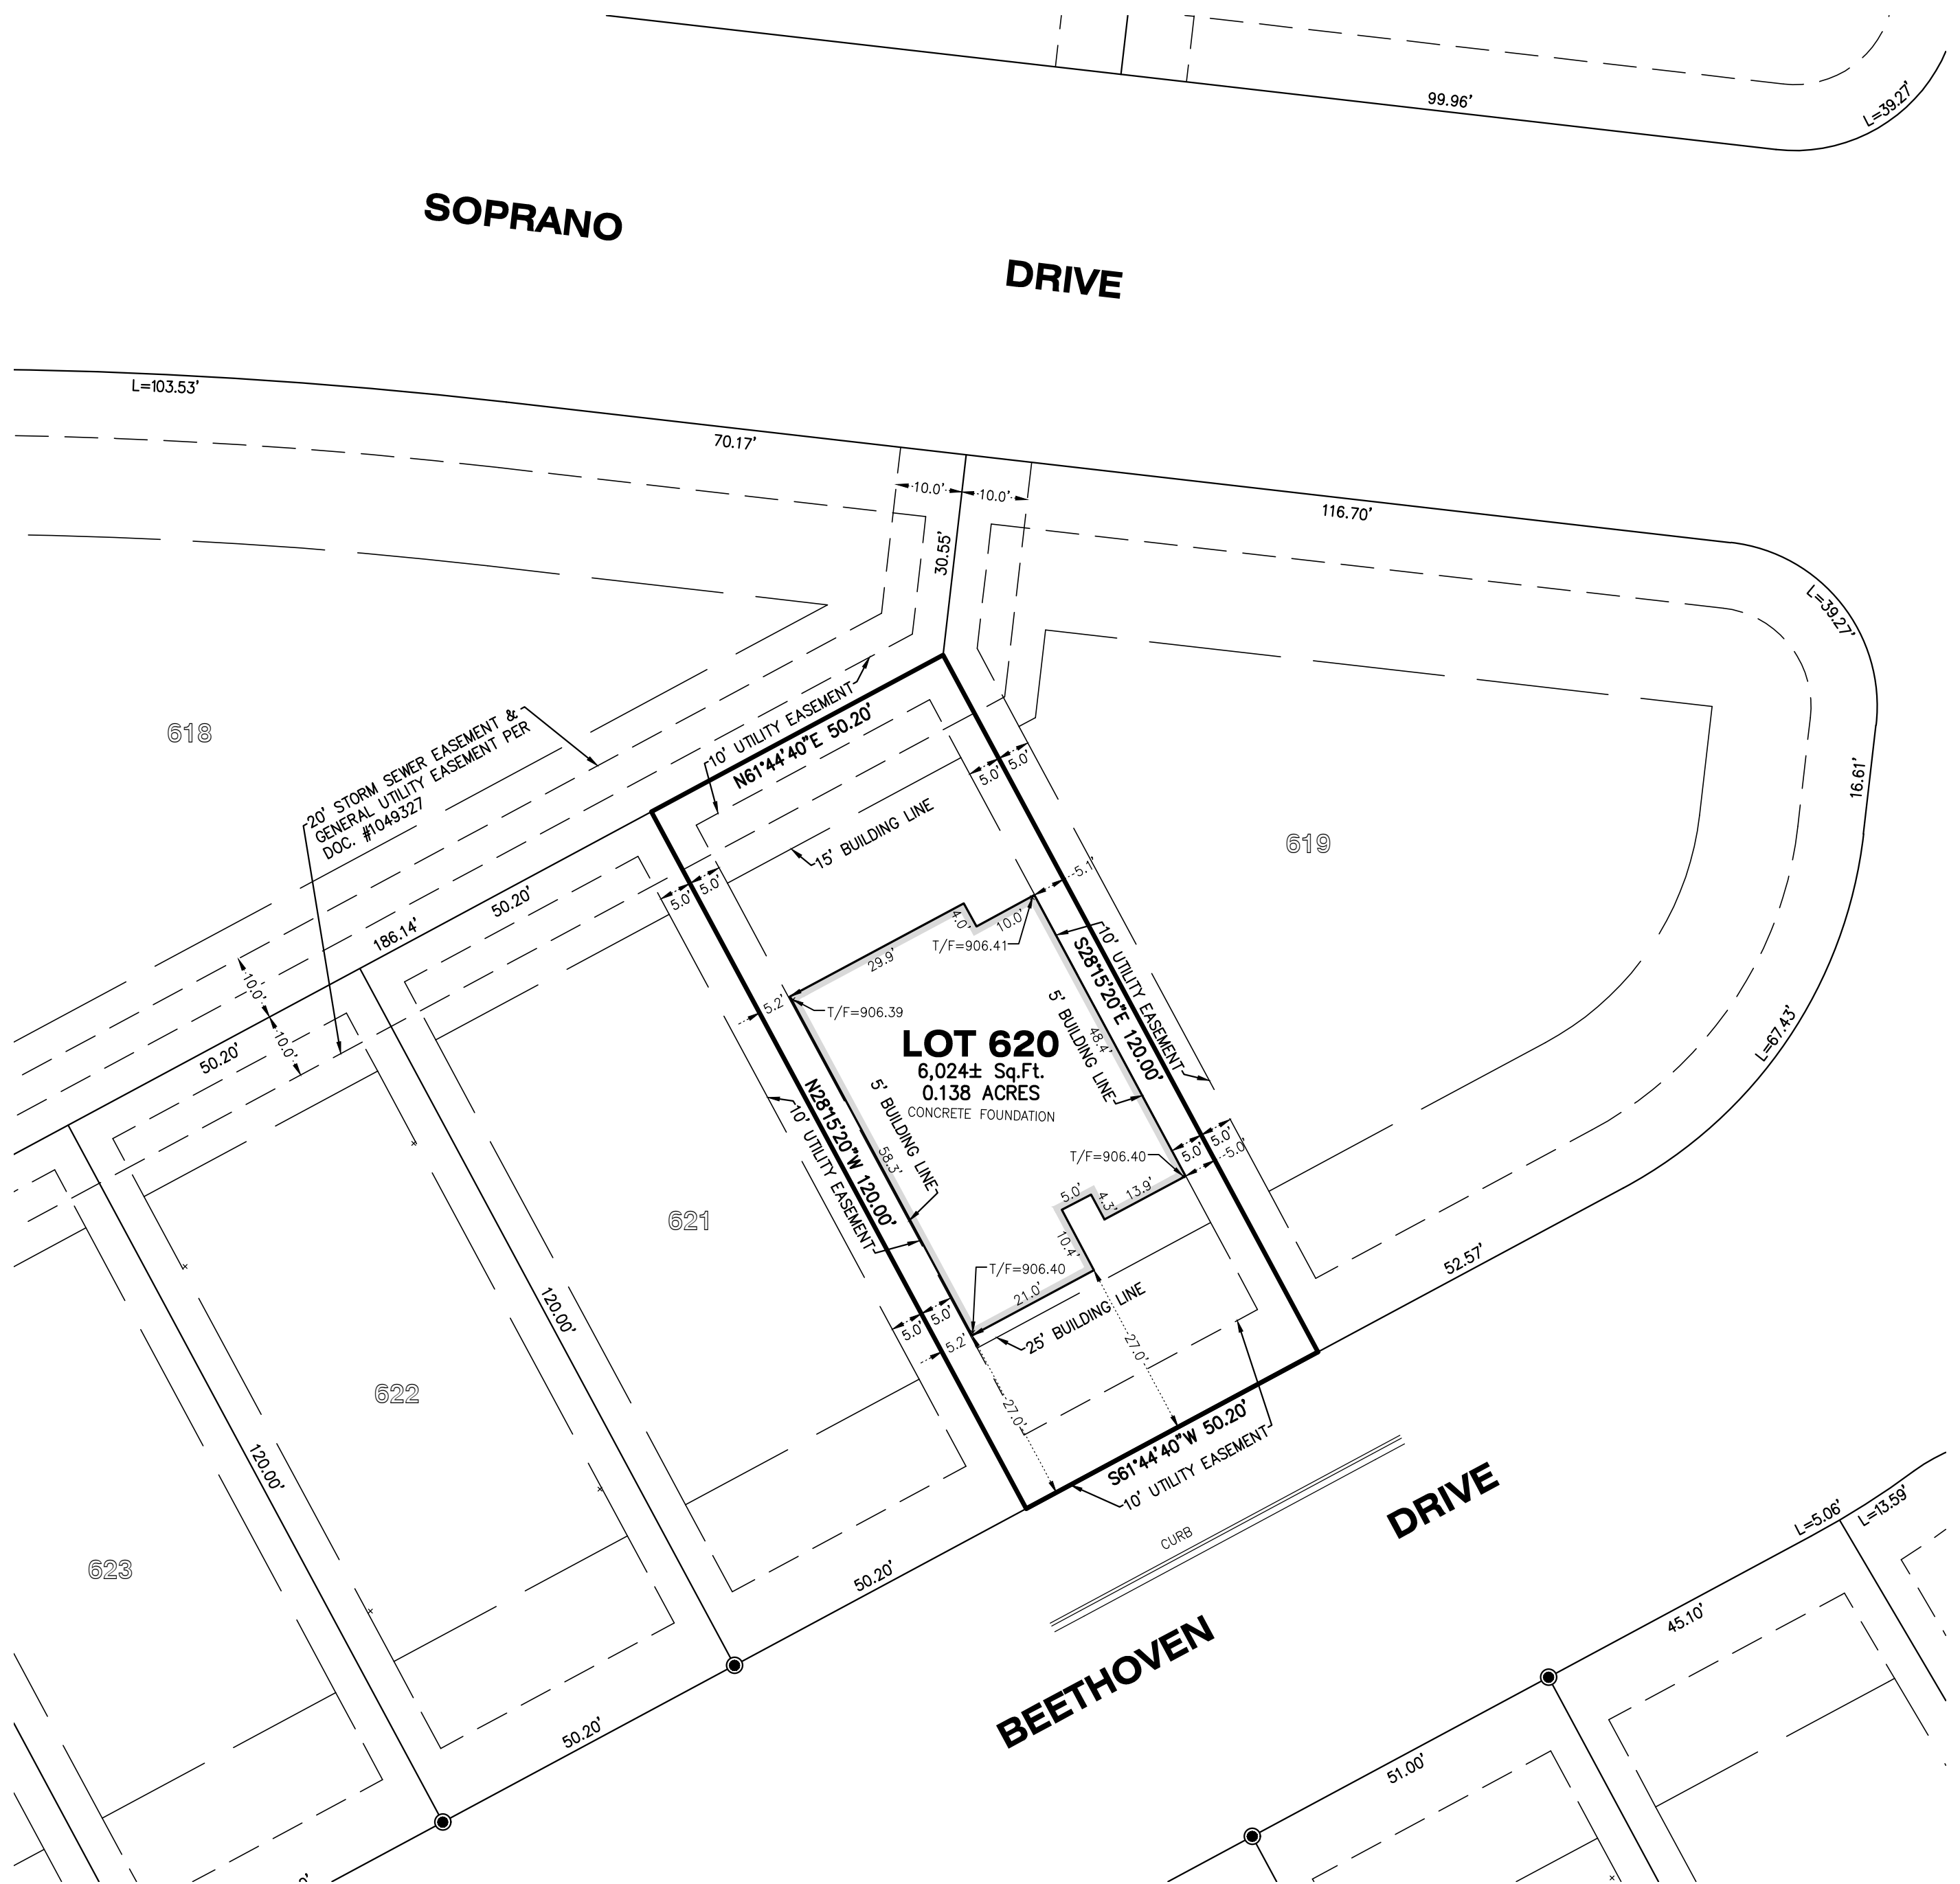 99.96'
L=39.27'
SOPRANO
DRIVE
L=103.53'
70.17'
10.0'
10.0'
116.70'
30.55'
L=39.27'
618
20' STORM SEWER EASEMENT &
GENERAL UTILITY EASEMENT PER
DOC. #1049327
10' UTILITY EASEMENT
N61°44'40"E 50.20'
5.0'
5.0'
16.61'
619
15' BUILDING LINE
5.0'
5.0'
5.1'
50.20'
186.14'
4.0'
10.0'
T/F=906.41
29.9'
10.0'
10.0'
5.2'
T/F=906.39
50.20'
LOT 620
6,024± Sq.Ft.
0.138 ACRES
CONCRETE FOUNDATION
5' BUILDING LINE
48.4'
S28°15'20"E 120.00'
10' UTILITY EASEMENT
L=67.43'
5' BUILDING LINE
58.3'
N28°15'20"W 120.00'
10' UTILITY EASEMENT
T/F=906.40
5.0'
5.0'
5.0'
5.0'
4.3'
13.9'
10.4'
621
T/F=906.40
21.0'
25' BUILDING LINE
5.0'
5.0'
5.2'
27.0'
27.0'
52.57'
120.00'
S61°44'40"W 50.20'
10' UTILITY EASEMENT
622
120.00'
CURB
DRIVE
BEETHOVEN
623
50.20'
50.20'
L=5.06'
L=13.59'
45.10'
51.00'